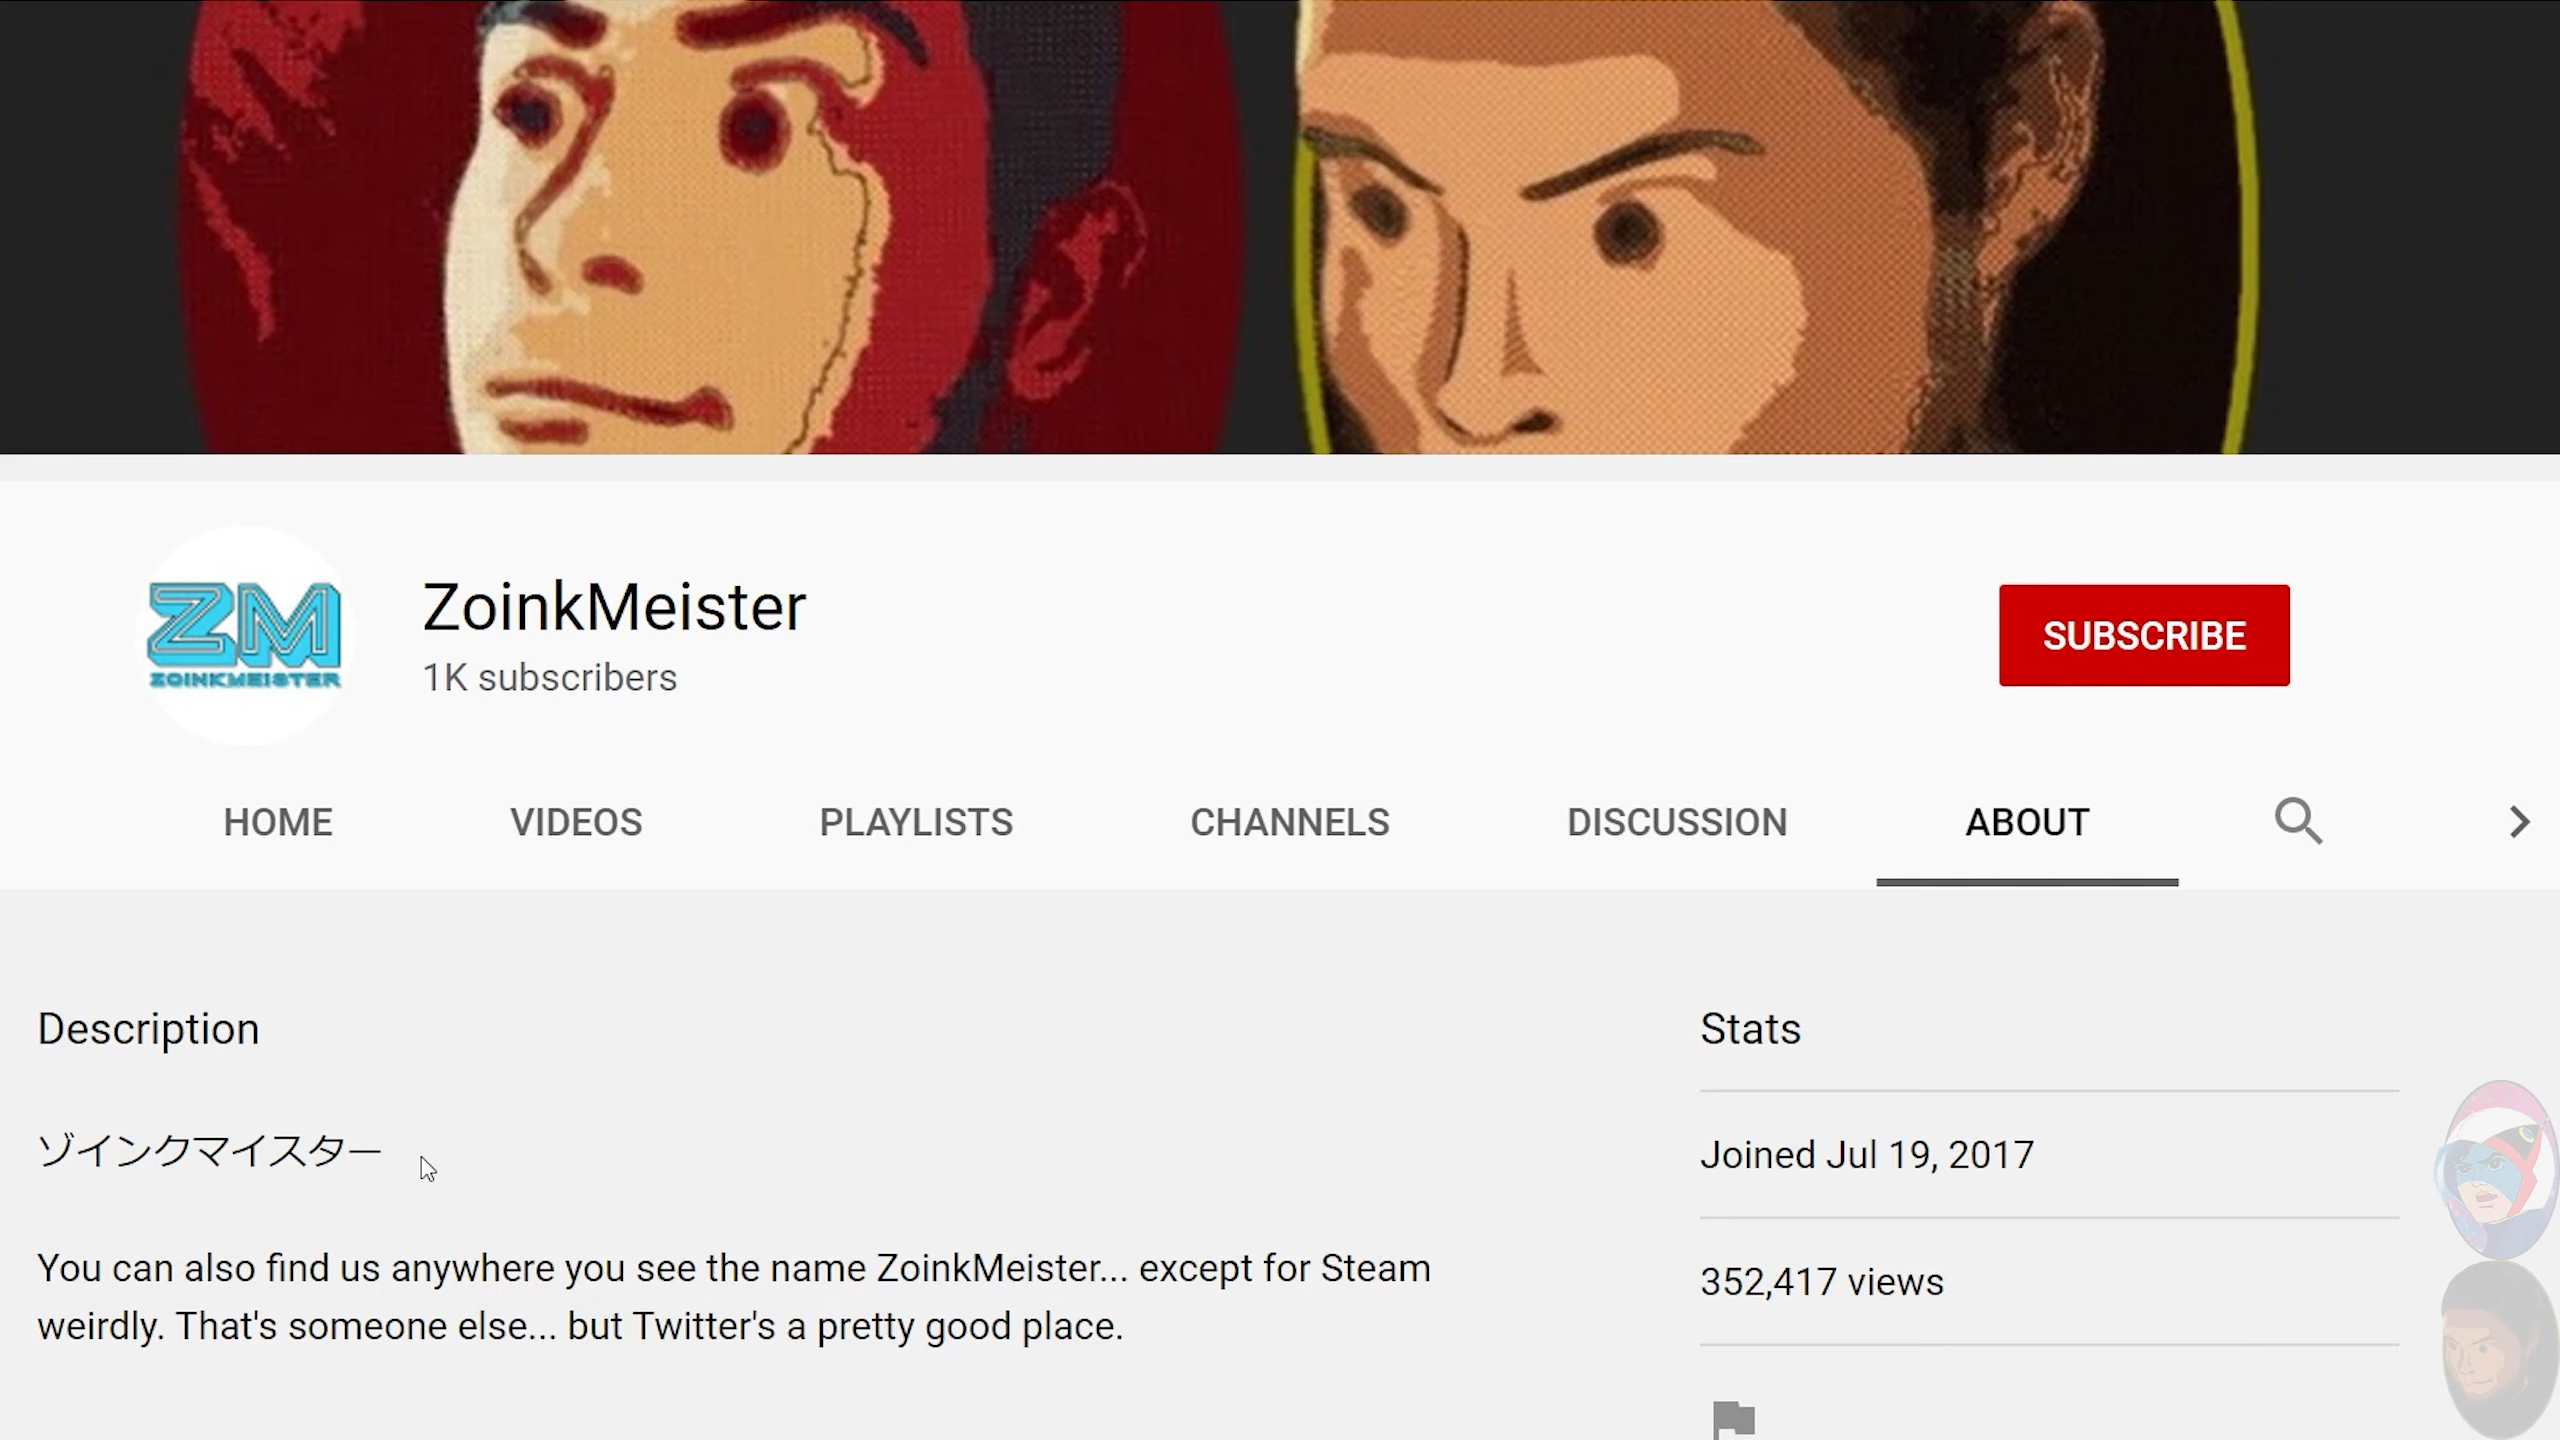 ZM
ZOINKMEISTER
ZoinkMeister
1K subscribers
SUBSCRIBE
HOME VIDEOS PLAYLISTS CHANNELS DISCUSSION ABOUT
Description
ゾインクマイスター
You can also find us anywhere you see the name ZoinkMeister... except for Steam
weirdly. That's someone else... but Twitter's a pretty good place.
Stats
Joined Jul 19, 2017
352,417 views